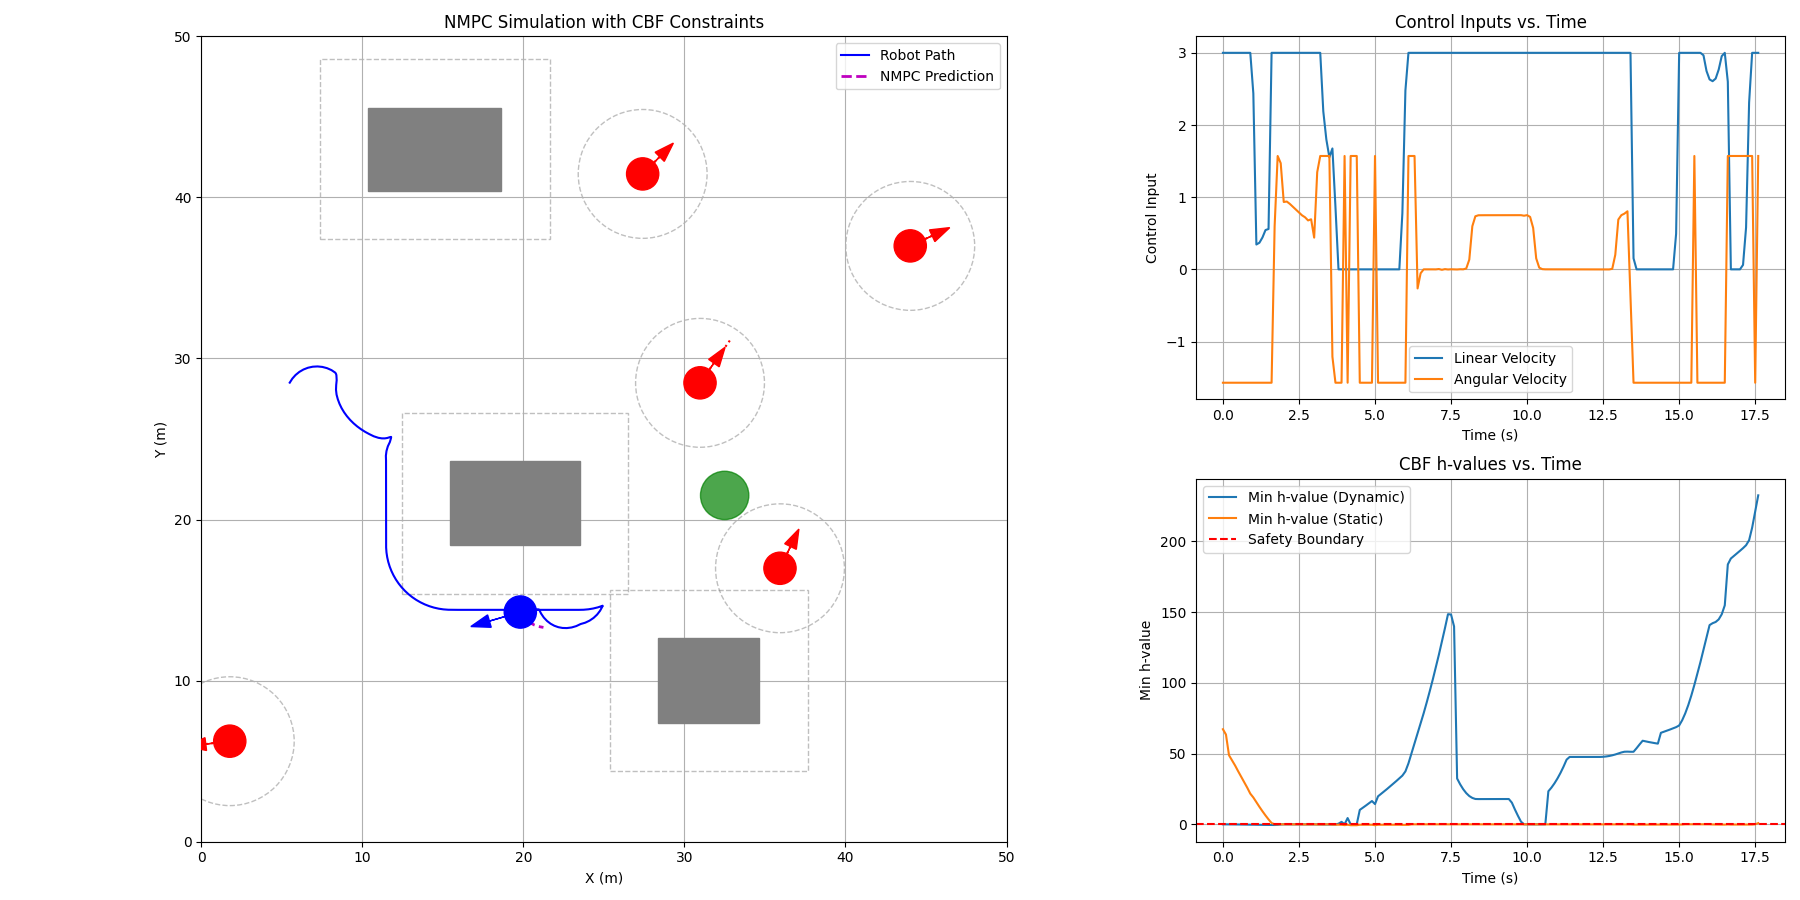 NMPC Simulation with CBF Constraints
Robot Path
NMPC Prediction
50
40
30
20
10
0
Y (m)
0 10 20 30 40 50
X (m)
Control Inputs vs. Time
3
2
1
0
−1
Control Input
Linear Velocity
Angular Velocity
0.0 2.5 5.0 7.5 10.0 12.5 15.0 17.5
Time (s)
CBF h-values vs. Time
Min h-value (Dynamic)
Min h-value (Static)
Safety Boundary
200
150
100
50
0
Min h-value
0.0 2.5 5.0 7.5 10.0 12.5 15.0 17.5
Time (s)